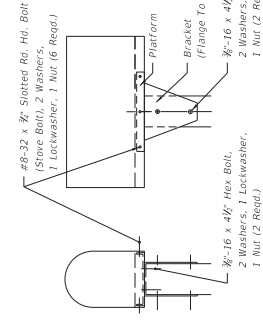 #8-32 x ¾" Slotted Rd. Hd. Bolt
(Stove Bolt), 2 Washers,
1 Lockwasher, 1 Nut (6 Reqd.)
Platform
Bracket
(Flange To
⅜"-16 x 4½"
2 Washers,
1 Nut (2 Re
⅜"-16 x 4½" Hex Bolt,
2 Washers, 1 Lockwasher,
1 Nut (2 Reqd.)